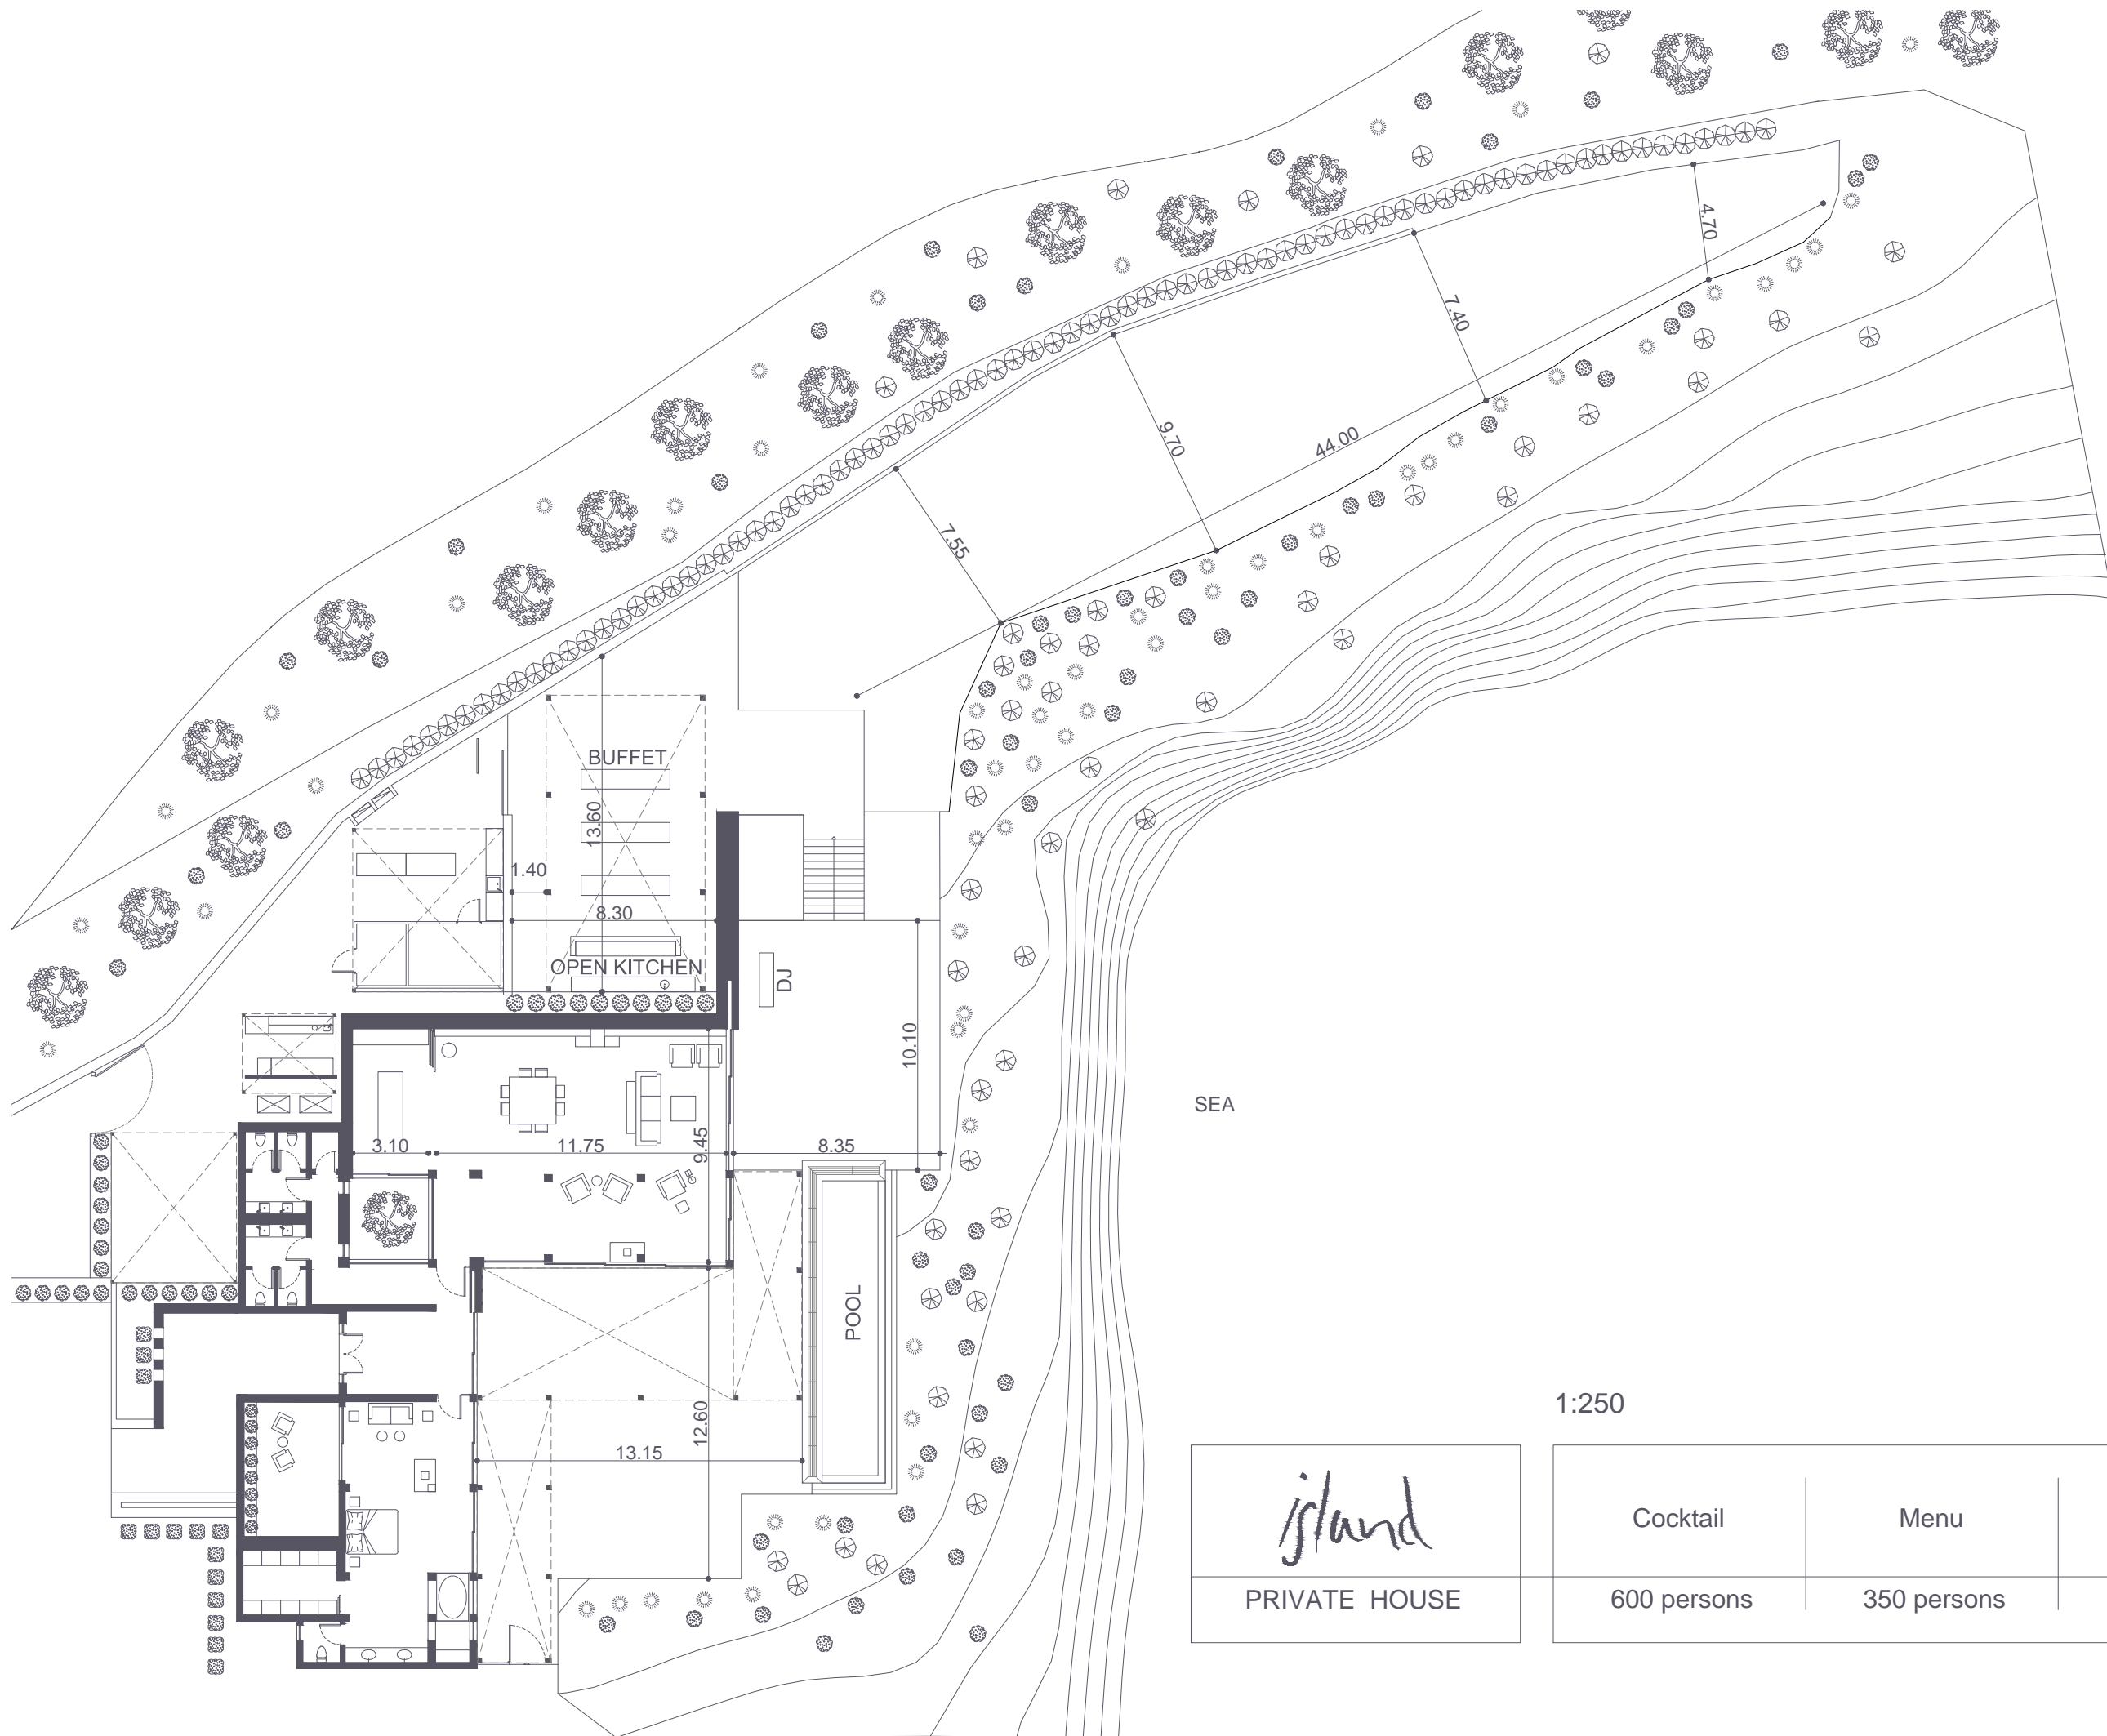 4.70
7.40
9.70
44.00
7.55
BUFFET
13.60
1.40
8.30
OPEN KITCHEN
DJ
10.10
SEA
3.10
11.75
9.45
8.35
POOL
12.60
13.15
1:250
island
Cocktail
Menu
PRIVATE HOUSE
600 persons
350 persons